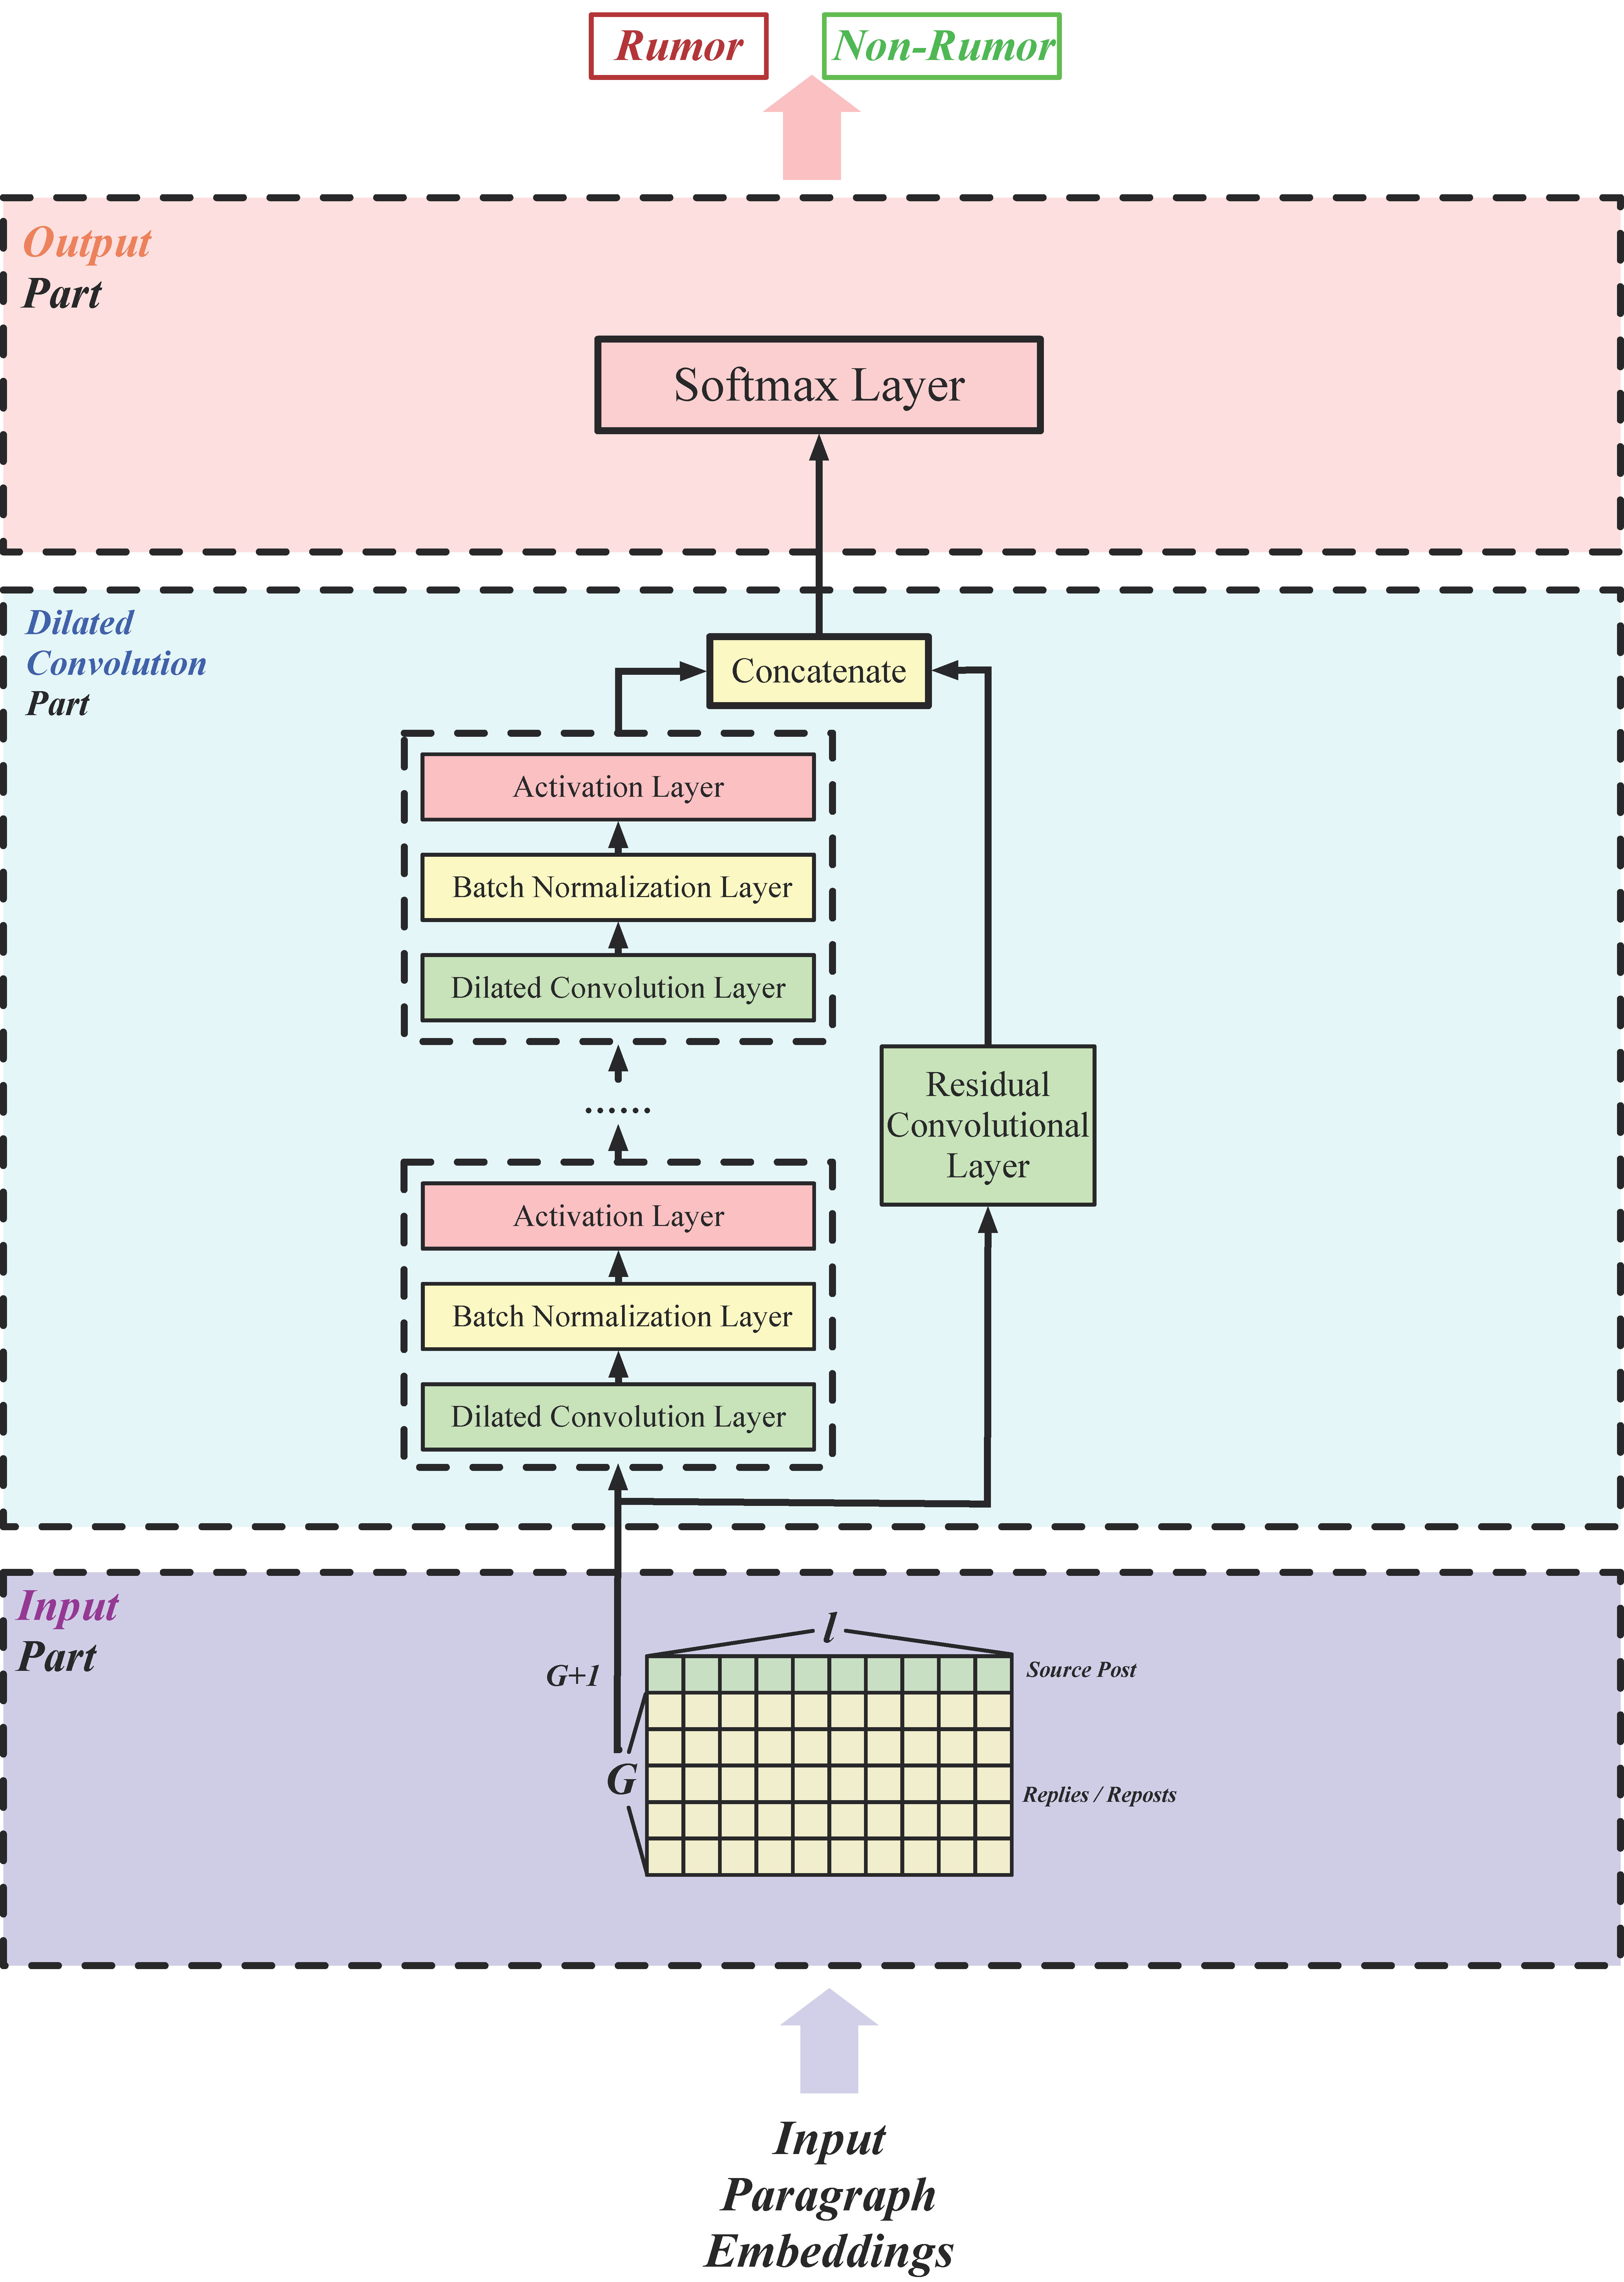 Rumor
Non-Rumor
Output
Part
Softmax Layer
Dilated
Convolution
Part
Concatenate
Activation Layer
Batch Normalization Layer
Dilated Convolution Layer
......
Residual
Convolutional
Layer
Activation Layer
Batch Normalization Layer
Dilated Convolution Layer
Input
Part
l
G+1
Source Post
G
Replies / Reposts
Input
Paragraph
Embeddings